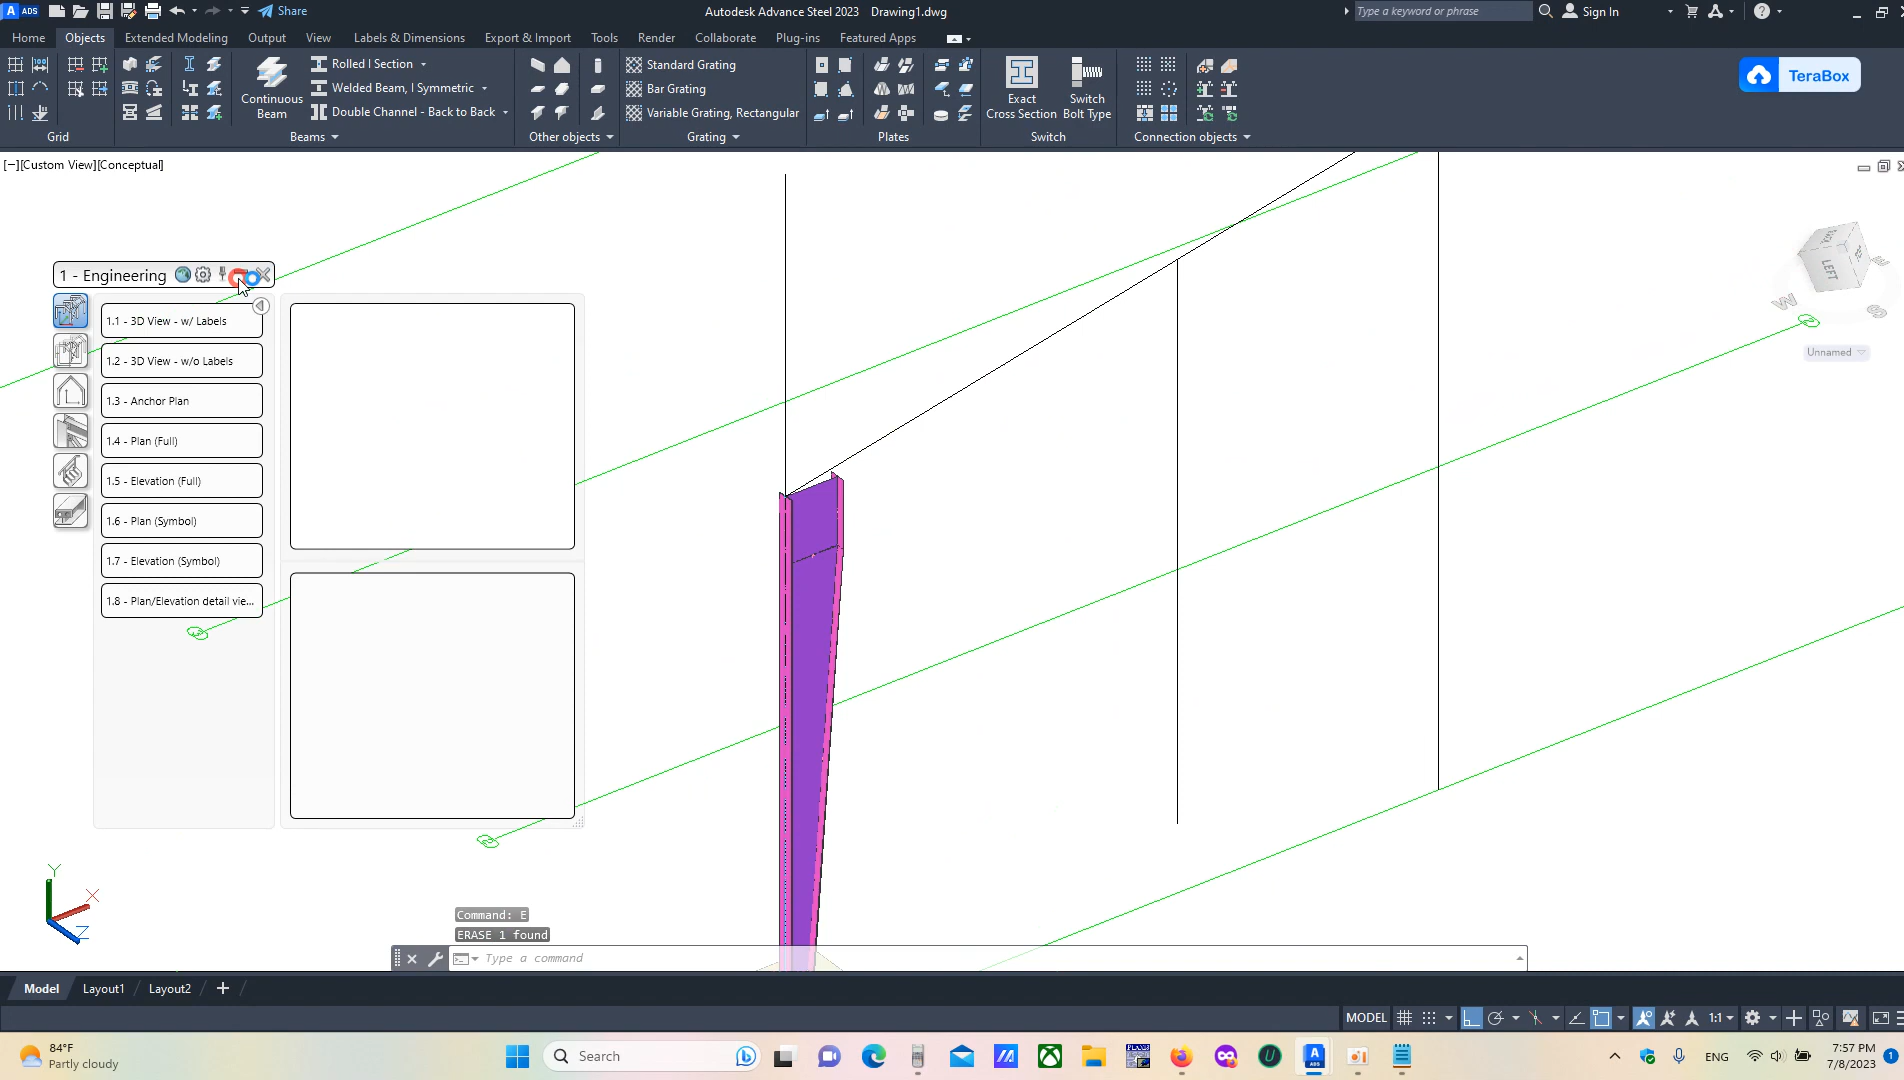 A ADS
Share
Autodesk Advance Steel 2023 Drawing1.dwg
Type a keyword or phrase
Sign In
Home
Objects
Extended Modeling
Output
View
Labels & Dimensions
Export & Import
Tools
Render
Collaborate
Plug-ins
Featured Apps
Continuous
Beam
Rolled I Section
Welded Beam, I Symmetric
Double Channel - Back to Back
Standard Grating
Bar Grating
Variable Grating, Rectangular
Exact
Cross Section
Switch
Bolt Type
TeraBox
Grid
Beams
Other objects
Grating
Plates
Switch
Connection objects
[−][Custom View][Conceptual]
LEFT
W
S
Unnamed
1 - Engineering
1.1 - 3D View - w/ Labels
1.2 - 3D View - w/o Labels
1.3 - Anchor Plan
1.4 - Plan (Full)
1.5 - Elevation (Full)
1.6 - Plan (Symbol)
1.7 - Elevation (Symbol)
1.8 - Plan/Elevation detail vie...
Y
X
Z
Command: E
ERASE 1 found
Type a command
Model
Layout1
Layout2
MODEL
1:1
84°F
Partly cloudy
Search
ENG
7:57 PM
7/8/2023
1